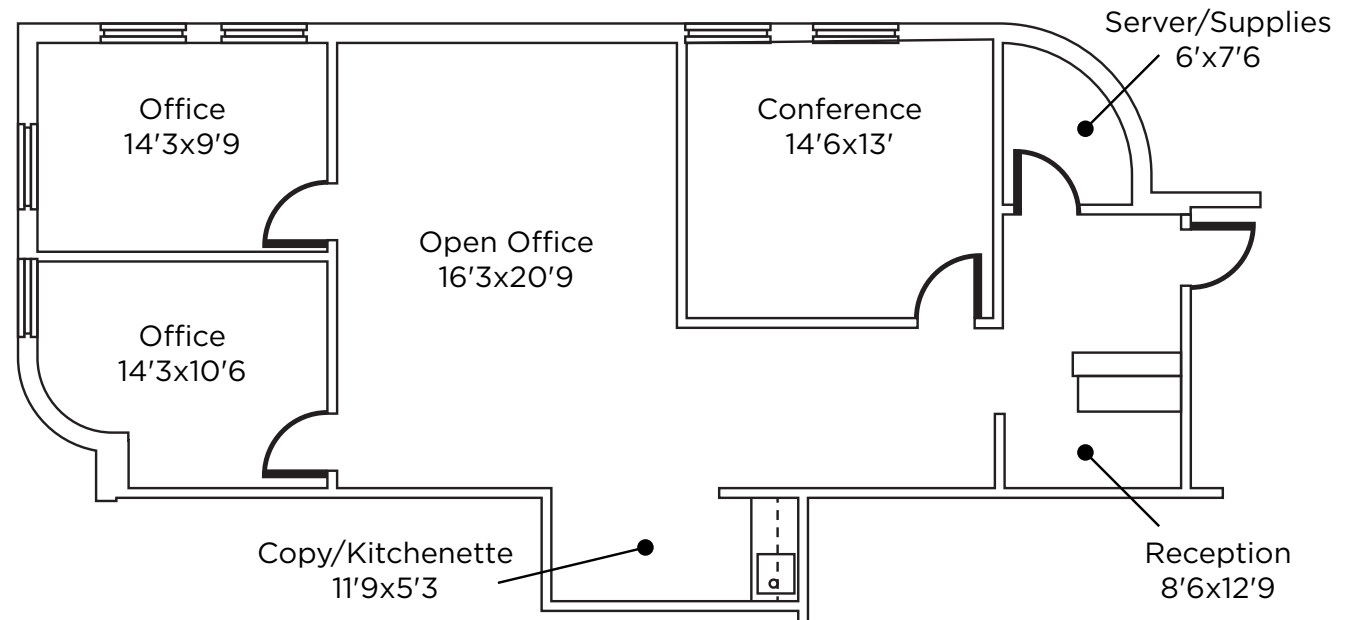 Server/Supplies
6'x7'6
Office
14'3x9'9
Conference
14'6x13'
Open Office
16'3x20'9
Office
14'3x10'6
Copy/Kitchenette
11'9x5'3
Reception
8'6x12'9